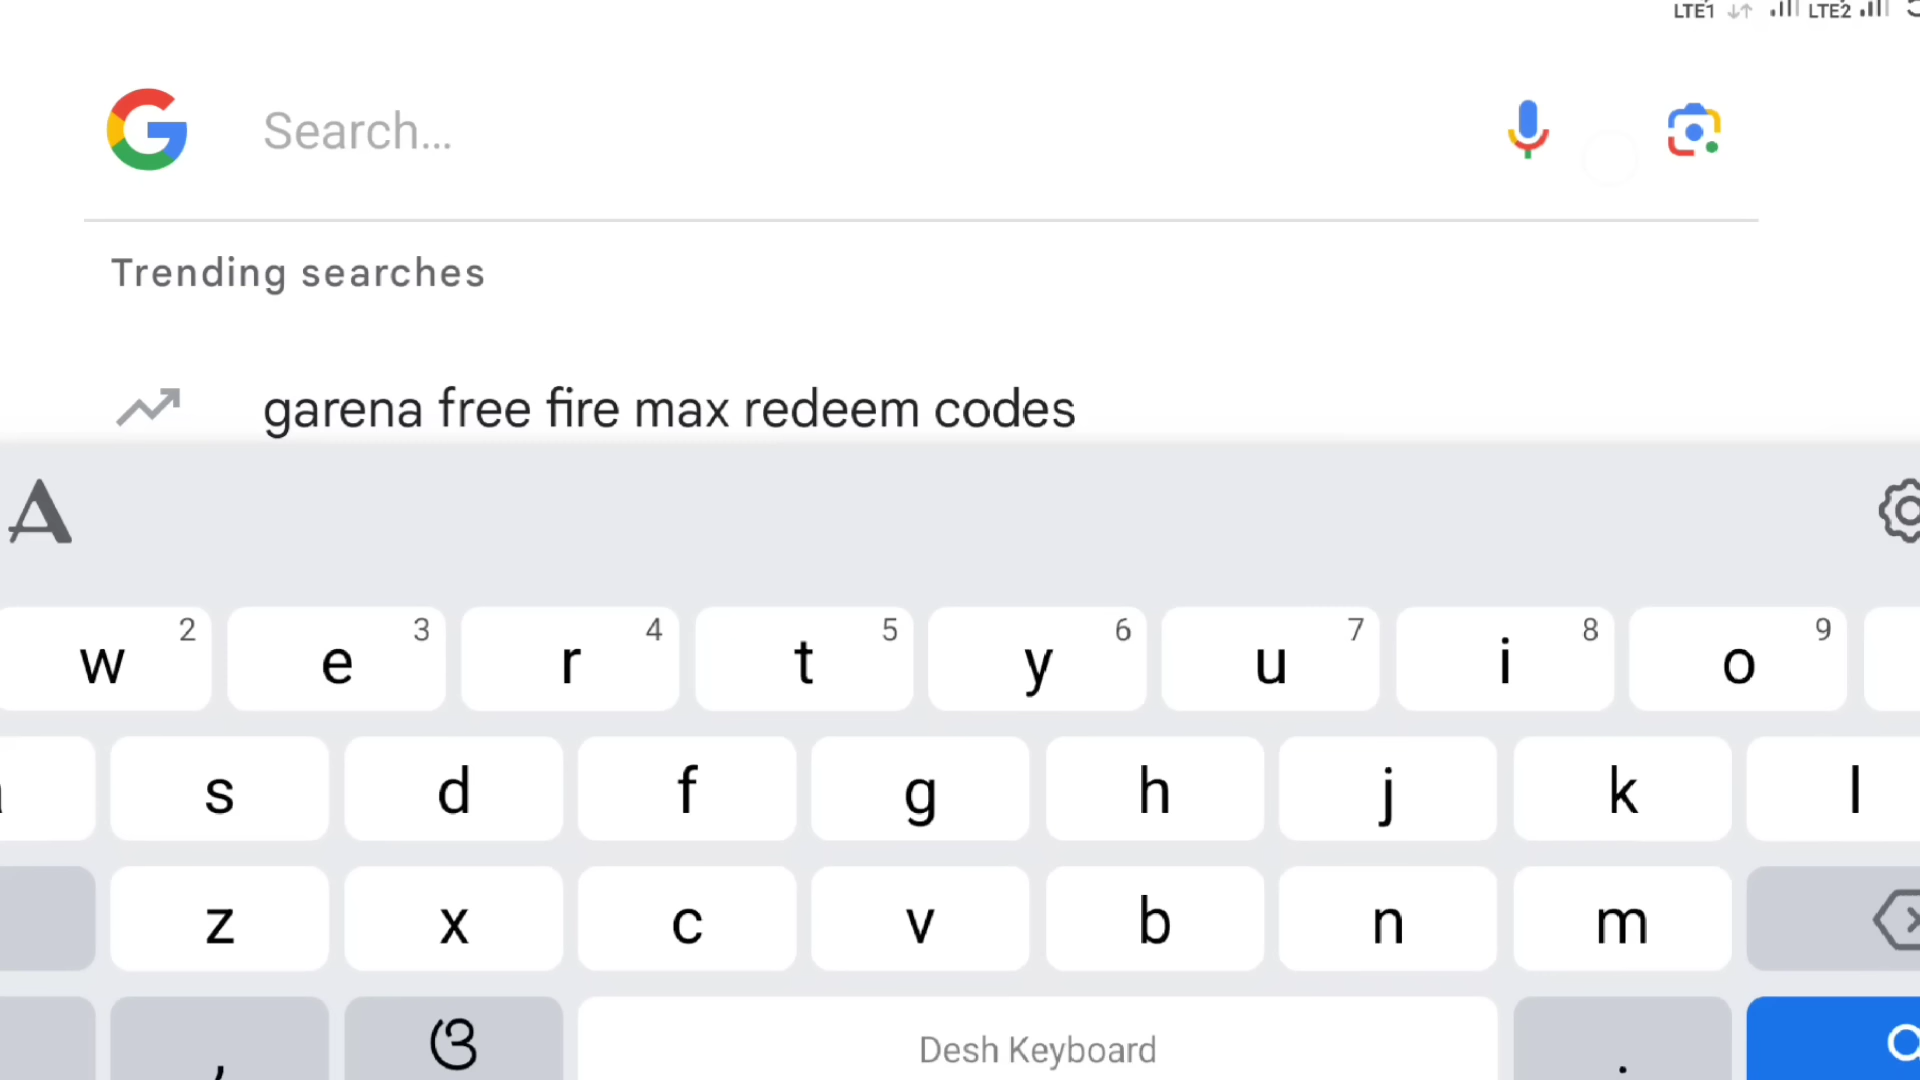 LTE1 LTE2
Search...
Trending searches
garena free fire max redeem codes
A
w 2 e 3 r 4 t 5 y 6 u 7 i 8 o 9
s d f g h j k l
z x c v b n m
, ଓ Desh Keyboard .